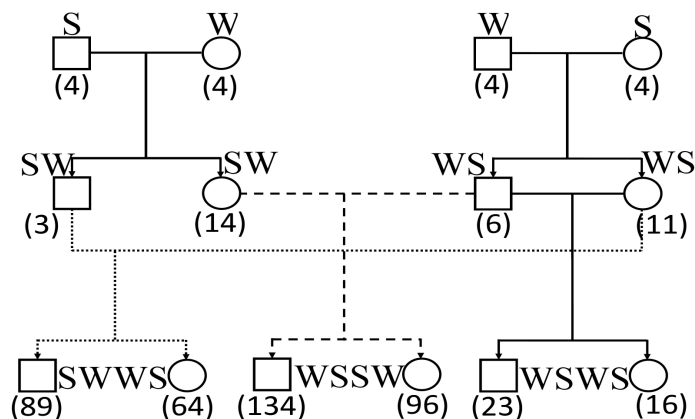 S W W S
(4) (4) (4) (4)
SW SW WS WS
(3) (14) (6) (11)
SWWS WSSW WSWS
(89) (64) (134) (96) (23) (16)